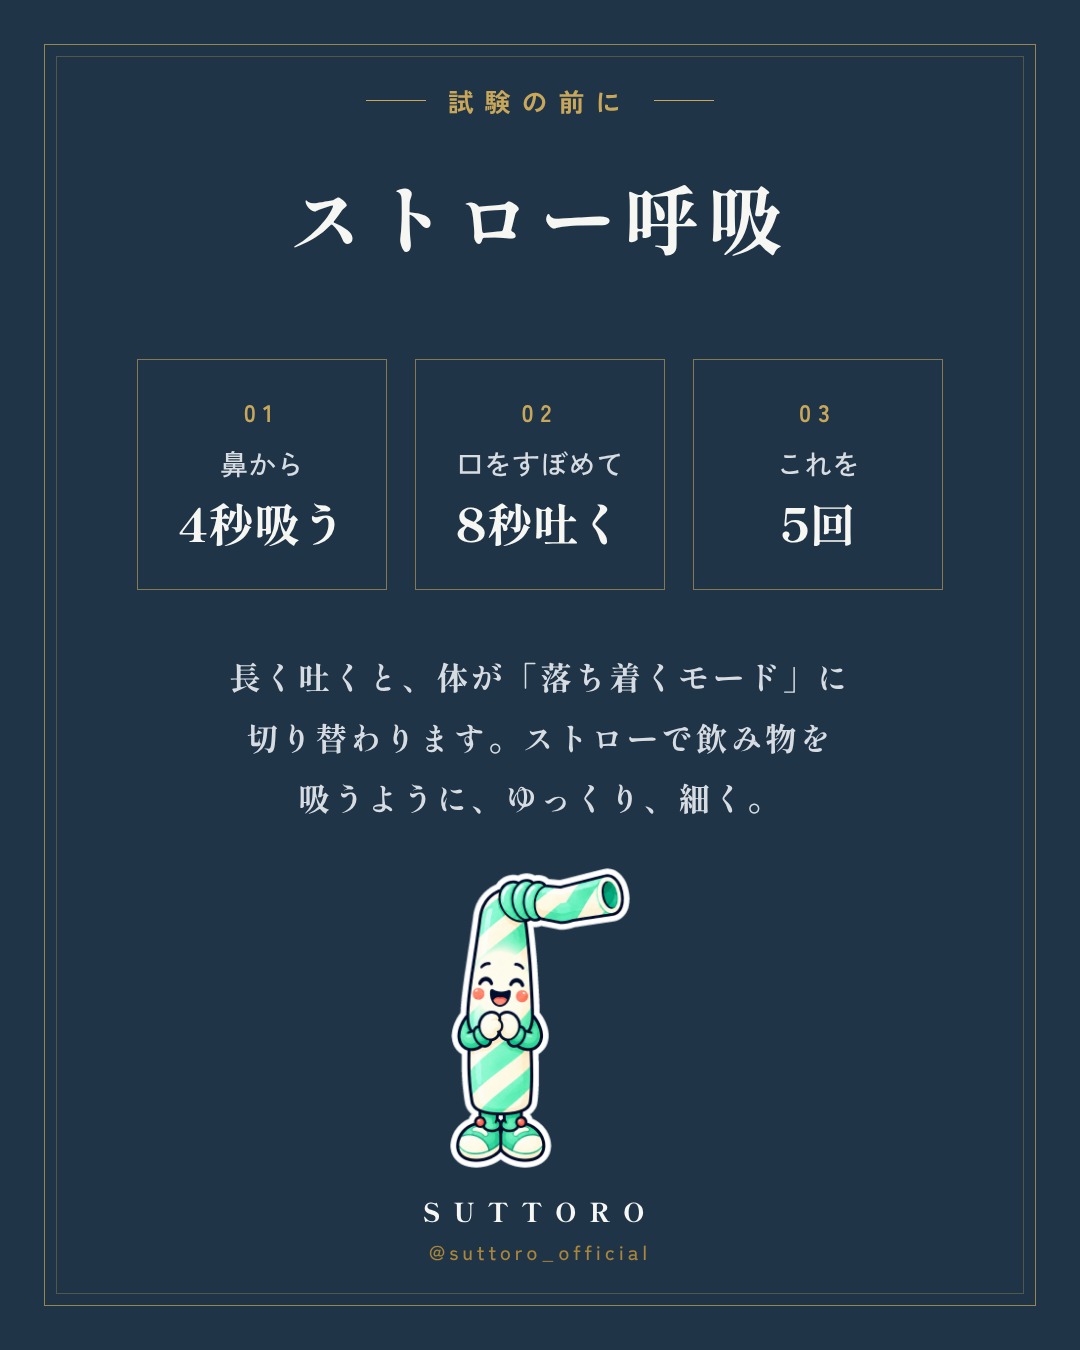 試験の前に
ストロー呼吸
01
鼻から
4秒吸う
02
口をすぼめて
8秒吐く
03
これを
5回
長く吐くと、体が「落ち着くモード」に
切り替わります。ストローで飲み物を
吸うように、ゆっくり、細く。
SUTTORO
@suttoro_official